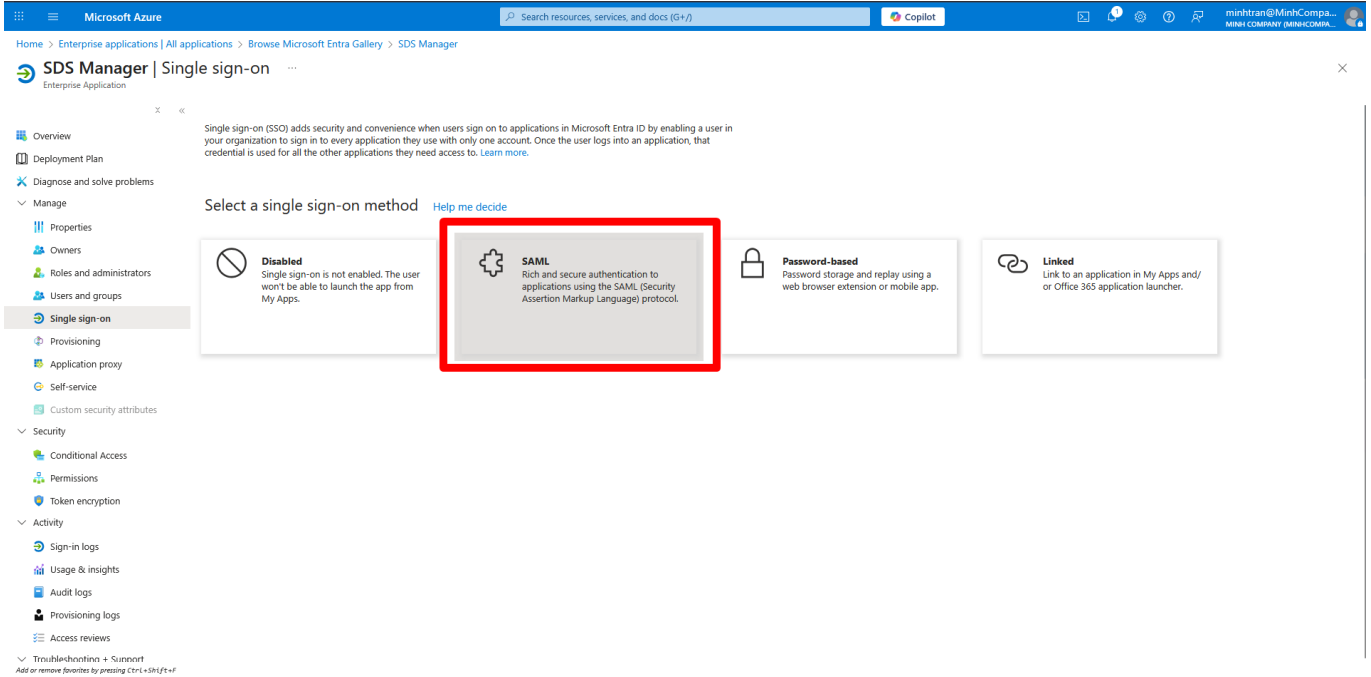 Microsoft Azure
Search resources, services, and docs (G+/)
Copilot
1
minhtran@MinhCompa...
MINH COMPANY (MINHCOMPA...
Home > Enterprise applications | All applications > Browse Microsoft Entra Gallery > SDS Manager
SDS Manager | Single sign-on ...
Enterprise Application
Overview
Deployment Plan
Diagnose and solve problems
Manage
Properties
Owners
Roles and administrators
Users and groups
Single sign-on
Provisioning
Application proxy
Self-service
Custom security attributes
Security
Conditional Access
Permissions
Token encryption
Activity
Sign-in logs
Usage & insights
Audit logs
Provisioning logs
Access reviews
Troubleshooting + Support
Add or remove favorites by pressing Ctrl+Shift+F
Single sign-on (SSO) adds security and convenience when users sign on to applications in Microsoft Entra ID by enabling a user in
your organization to sign in to every application they use with only one account. Once the user logs into an application, that
credential is used for all the other applications they need access to. Learn more.
Select a single sign-on method Help me decide
Disabled
Single sign-on is not enabled. The user
won't be able to launch the app from
My Apps.
SAML
Rich and secure authentication to
applications using the SAML (Security
Assertion Markup Language) protocol.
Password-based
Password storage and replay using a
web browser extension or mobile app.
Linked
Link to an application in My Apps and/
or Office 365 application launcher.